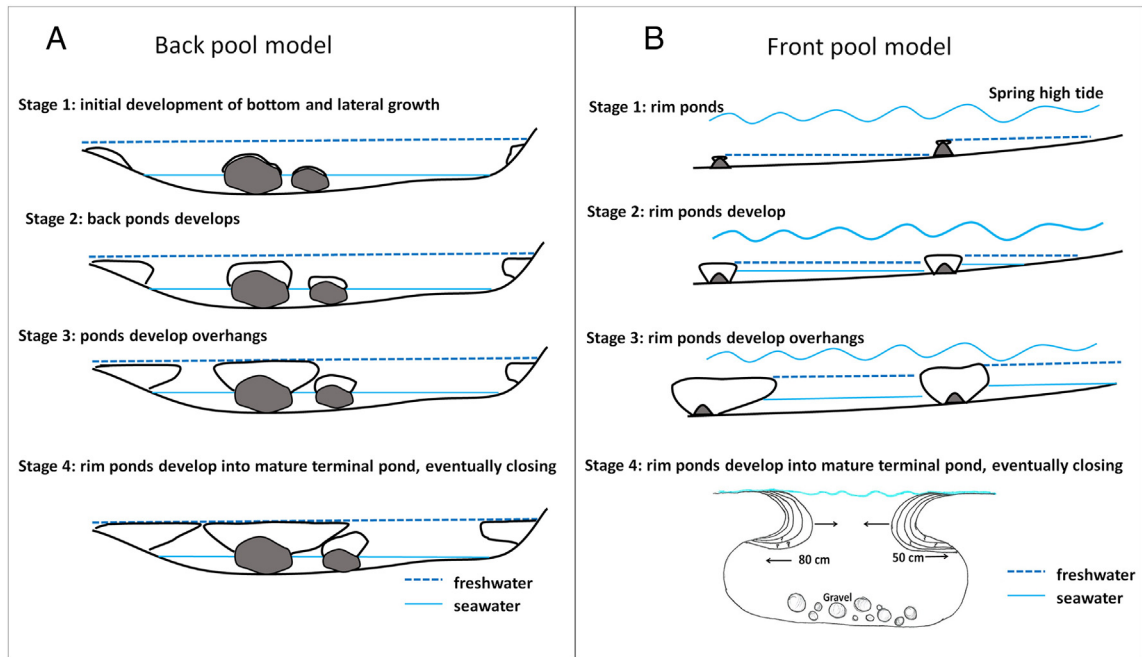 A
Back pool model
Stage 1: initial development of bottom and lateral growth
Stage 2: back ponds develops
Stage 3: ponds develop overhangs
Stage 4: rim ponds develop into mature terminal pond, eventually closing
freshwater
seawater
B
Front pool model
Spring high tide
Stage 1: rim ponds
Stage 2: rim ponds develop
Stage 3: rim ponds develop overhangs
Stage 4: rim ponds develop into mature terminal pond, eventually closing
80 cm
50 cm
Gravel
freshwater
seawater